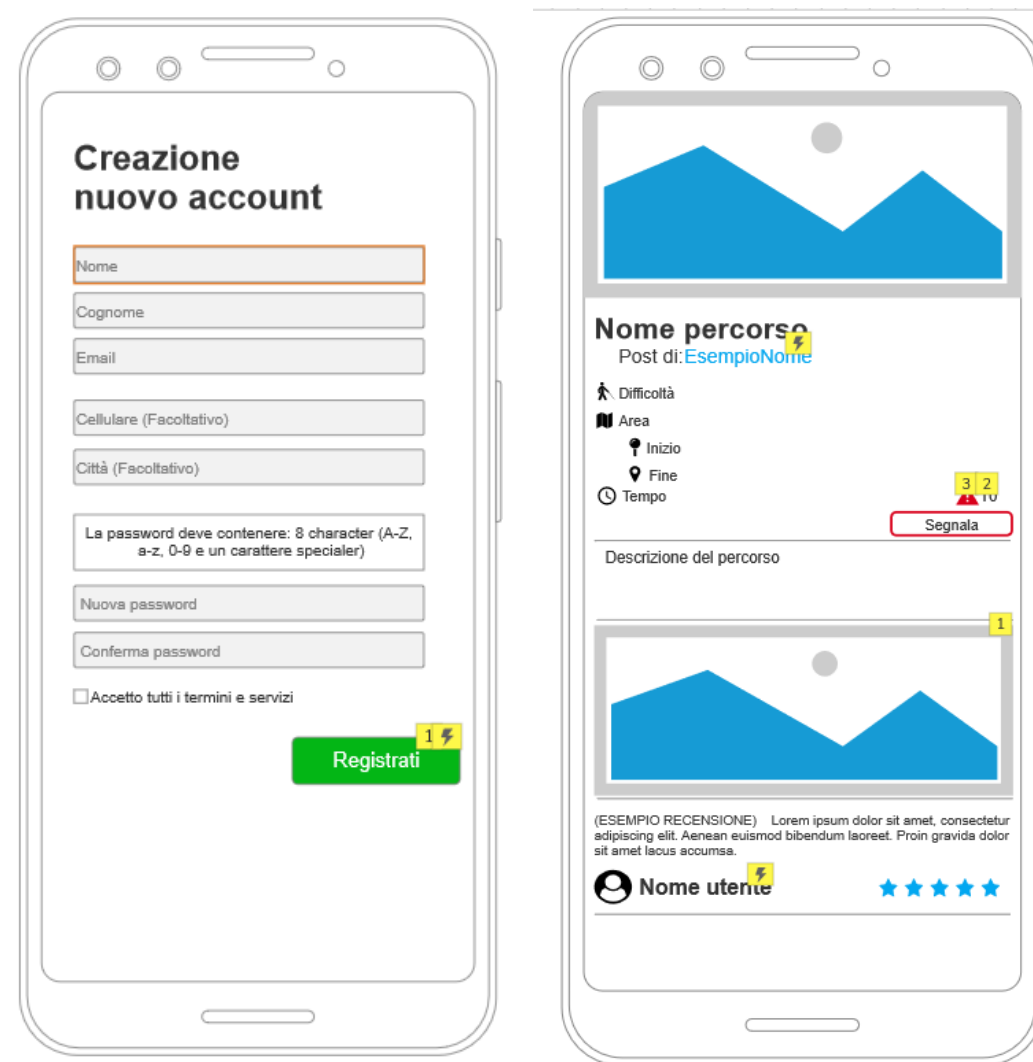 Creazione
nuovo account
Nome
Cognome
Email
Cellulare (Facoltativo)
Città (Facoltativo)
La password deve contenere: 8 character (A-Z,
a-z, 0-9 e un carattere specialer)
Nuova password
Conferma password
Accetto tutti i termini e servizi
1
Registrati
Nome percorso
Post di:EsempioNome
Difficoltà
Area
Inizio
Fine
Tempo
3 2
10
Segnala
Descrizione del percorso
1
(ESEMPIO RECENSIONE) Lorem ipsum dolor sit amet, consectetur
adipiscing elit. Aenean euismod bibendum laoreet. Proin gravida dolor
sit amet lacus accumsa.
Nome utente